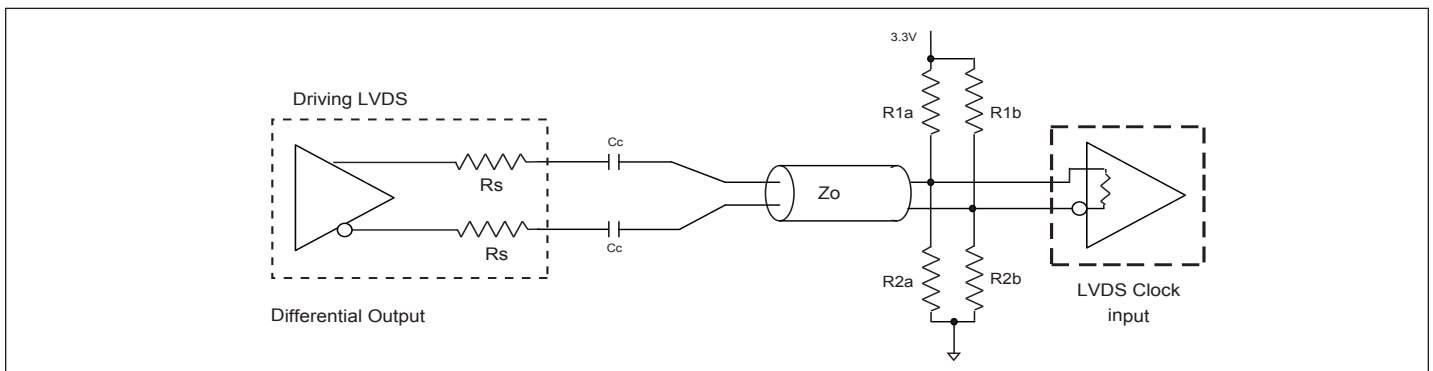 3.3V
Driving LVDS
R1a
R1b
Cc
Rs
Zo
Rs
Cc
R2a
R2b
LVDS Clock
input
Differential Output